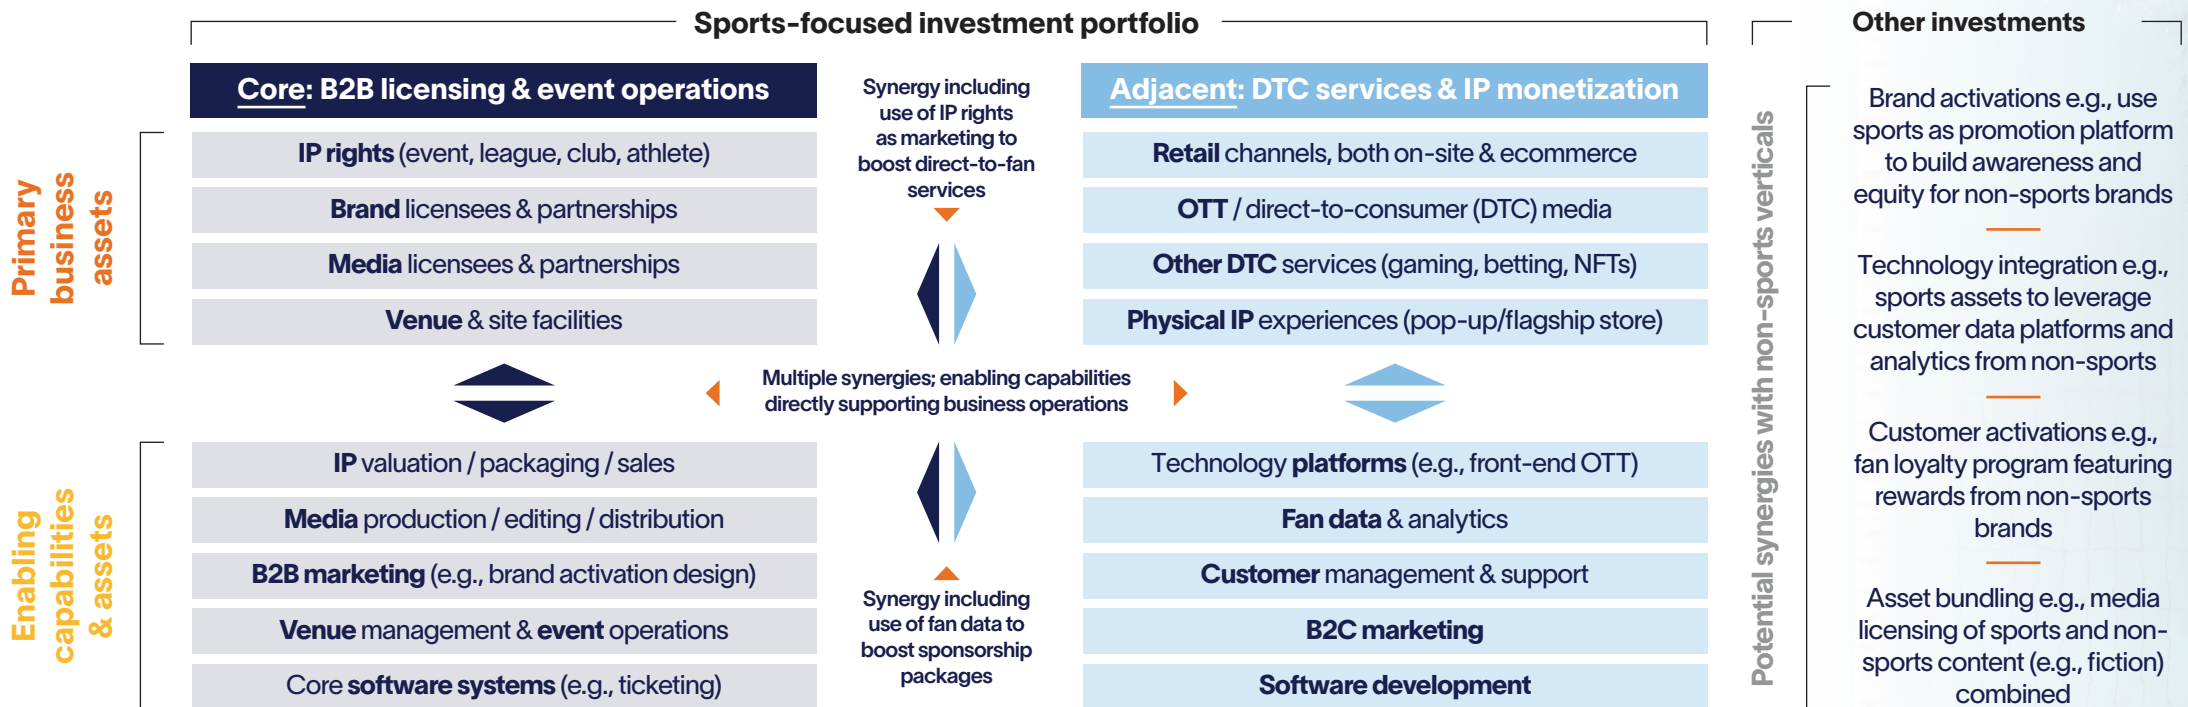 Sports-focused investment portfolio
Core: B2B licensing & event operations
Primary
business
assets
IP rights (event, league, club, athlete)
Brand licensees & partnerships
Media licensees & partnerships
Venue & site facilities
Synergy including
use of IP rights
as marketing to
boost direct-to-fan
services
Adjacent: DTC services & IP monetization
Retail channels, both on-site & ecommerce
OTT / direct-to-consumer (DTC) media
Other DTC services (gaming, betting, NFTs)
Physical IP experiences (pop-up/flagship store)
Multiple synergies; enabling capabilities
directly supporting business operations
Enabling
capabilities
& assets
IP valuation / packaging / sales
Media production / editing / distribution
B2B marketing (e.g., brand activation design)
Venue management & event operations
Core software systems (e.g., ticketing)
Synergy including
use of fan data to
boost sponsorship
packages
Technology platforms (e.g., front-end OTT)
Fan data & analytics
Customer management & support
B2C marketing
Software development
Potential synergies with non-sports verticals
Other investments
Brand activations e.g., use
sports as promotion platform
to build awareness and
equity for non-sports brands
Technology integration e.g.,
sports assets to leverage
customer data platforms and
analytics from non-sports
Customer activations e.g.,
fan loyalty program featuring
rewards from non-sports
brands
Asset bundling e.g., media
licensing of sports and non-
sports content (e.g., fiction)
combined